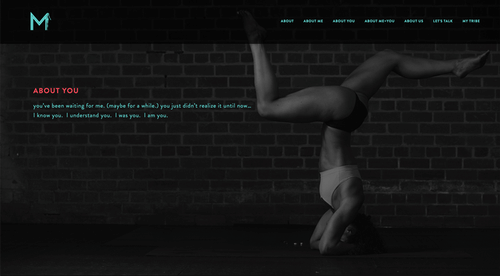 M
ABOUT ABOUT ME ABOUT YOU ABOUT ME+YOU ABOUT US LET'S TALK MY TRIBE
ABOUT YOU
you've been waiting for me. (maybe for a while.) you just didn't realize it until now...
I know you. I understand you. I was you. I am you.